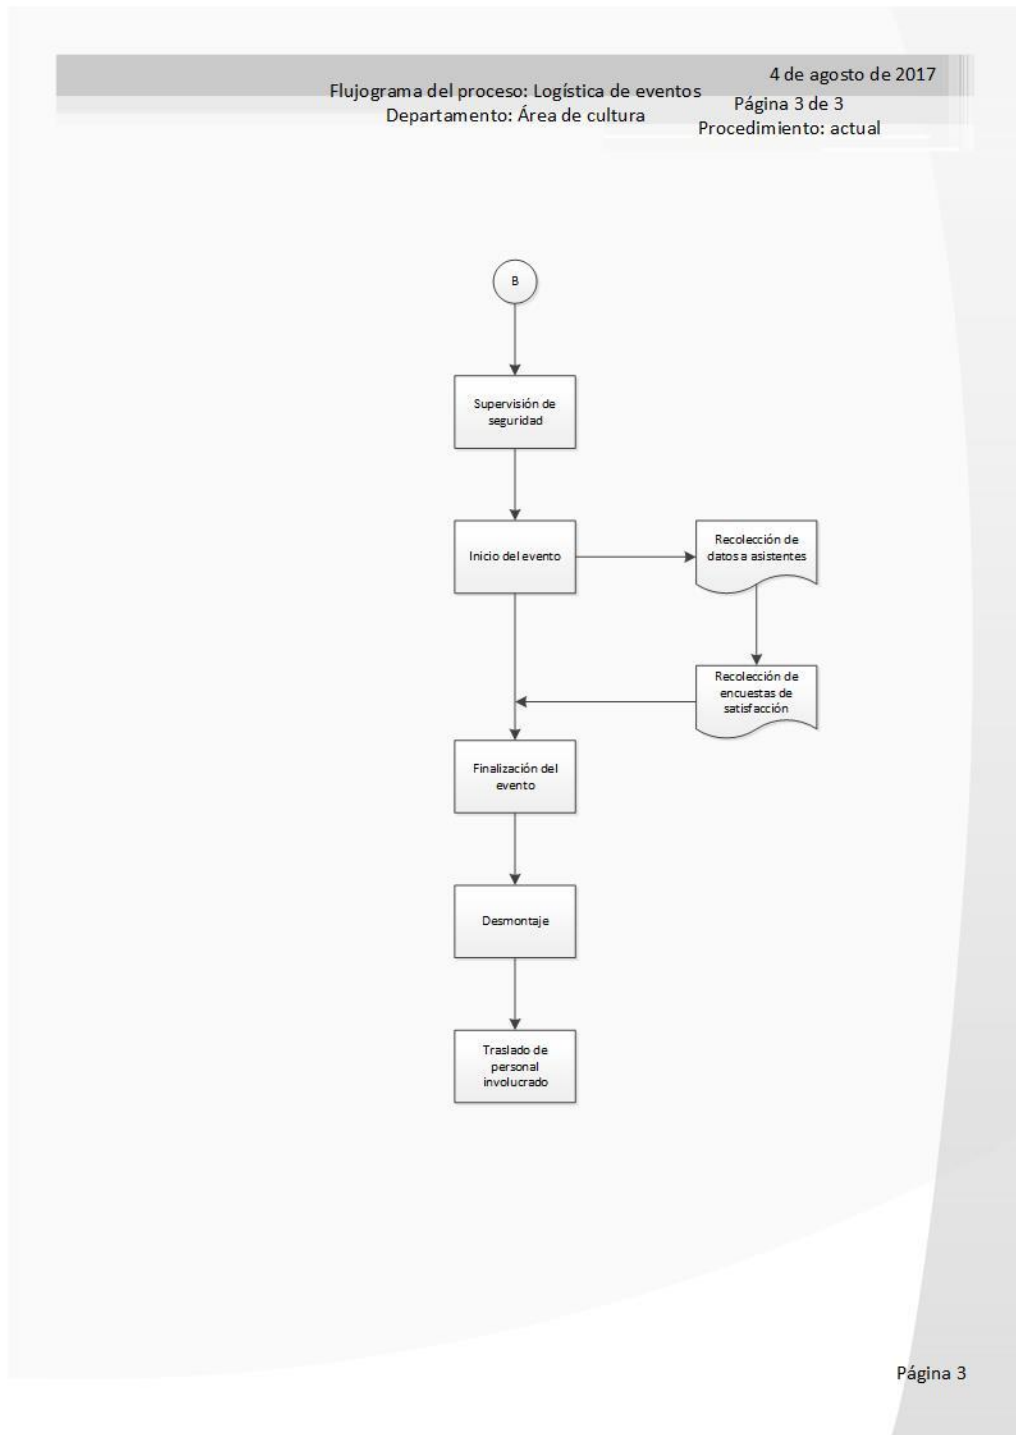 4 de agosto de 2017
Flujograma del proceso: Logística de eventos
Página 3 de 3
Departamento: Área de cultura
Procedimiento: actual
B
Supervisión de
seguridad
Inicio del evento
Recolección de
datos a asistentes
Recolección de
encuestas de
satisfacción
Finalización del
evento
Desmontaje
Traslado de
personal
involucrado
Página 3